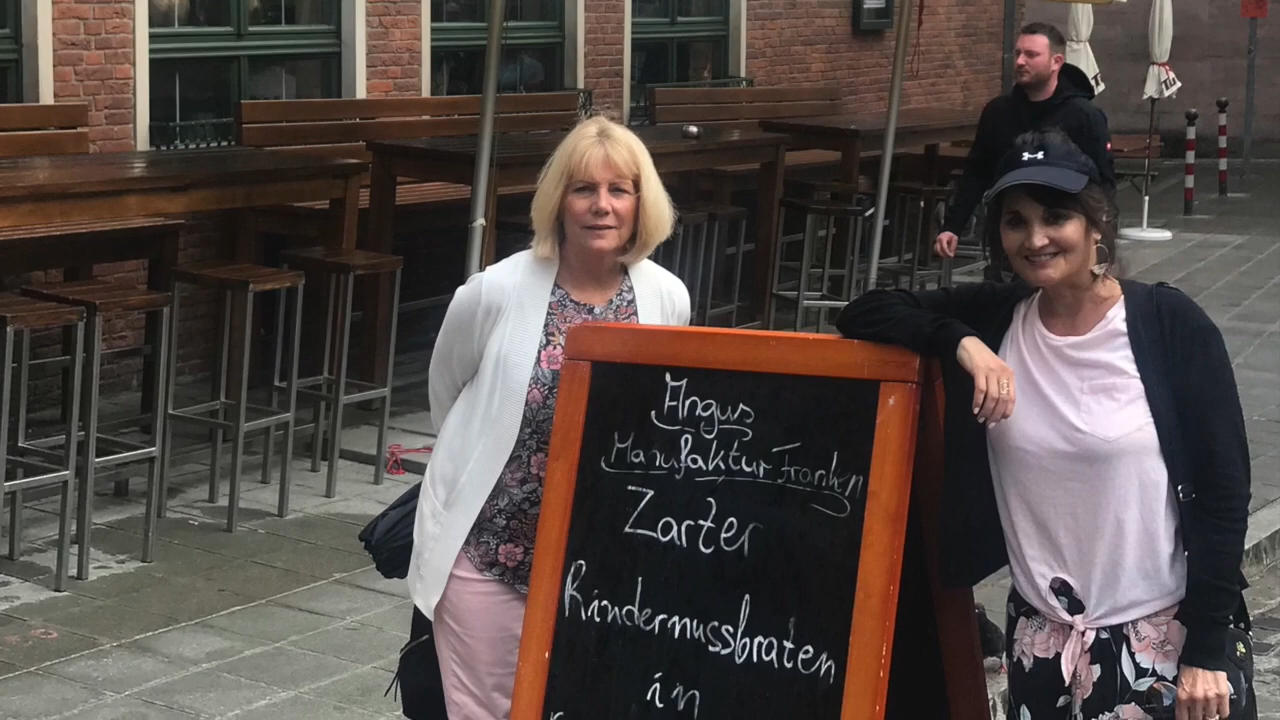 Angus
Manufaktur Franken
Zarter
Rindernussbraten
in